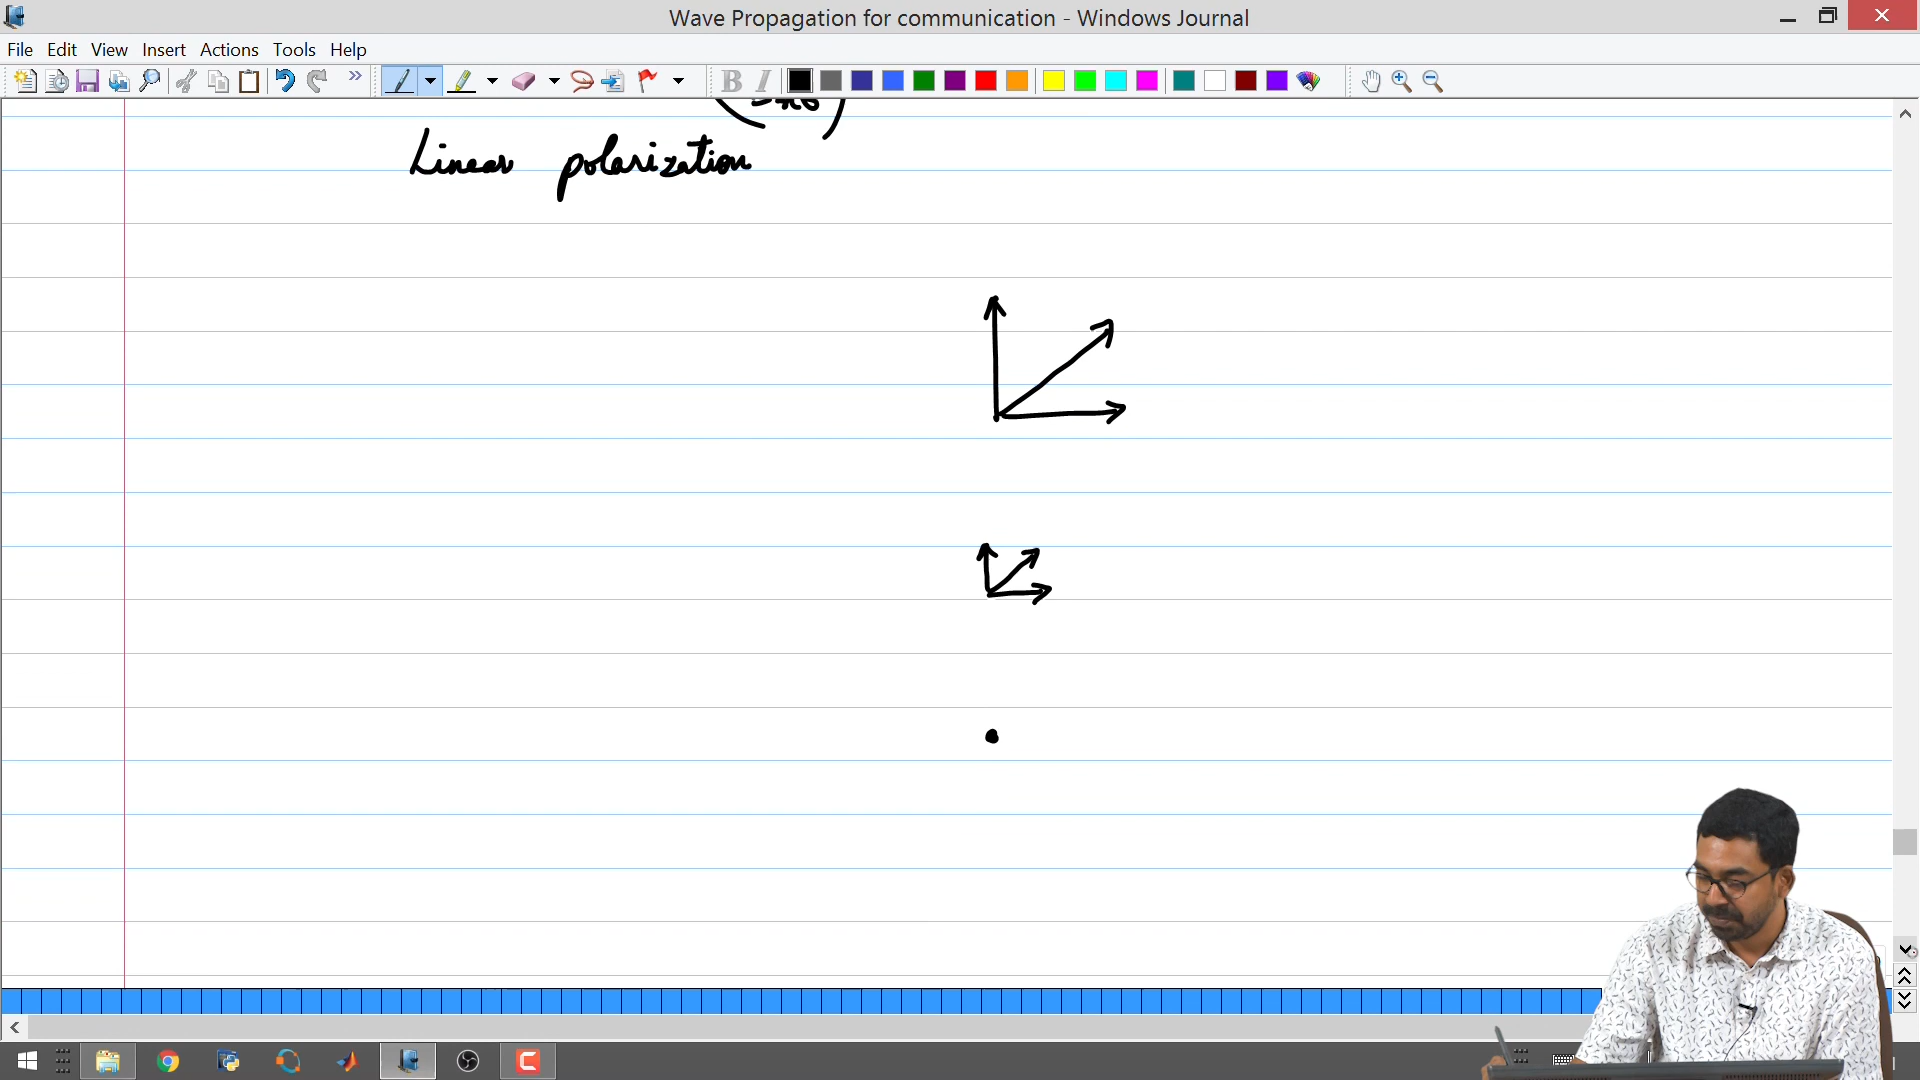 Wave Propagation for communication - Windows Journal
File Edit View Insert Actions Tools Help
B I
Linear polarization